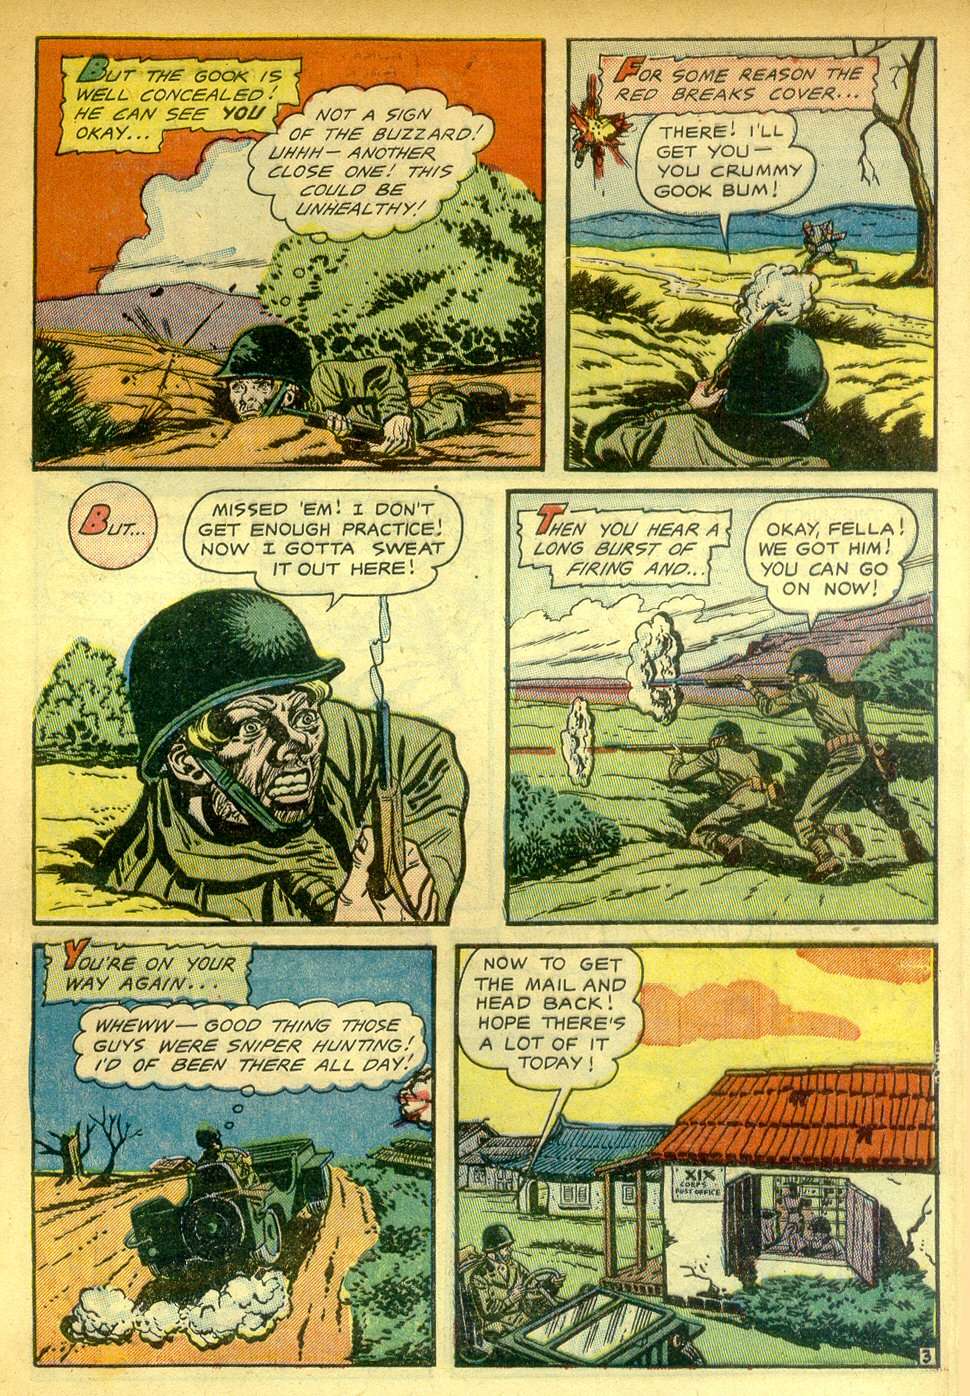 BUT THE GOOK IS
WELL CONCEALED!
HE CAN SEE YOU
OKAY...
NOT A SIGN
OF THE BUZZARD!
UHHH— ANOTHER
CLOSE ONE! THIS
COULD BE
UNHEALTHY!
FOR SOME REASON THE
RED BREAKS COVER...
THERE! I'LL
GET YOU—
YOU CRUMMY
GOOK BUM!
BUT...
MISSED 'EM! I DON'T
GET ENOUGH PRACTICE!
NOW I GOTTA SWEAT
IT OUT HERE!
THEN YOU HEAR A
LONG BURST OF
FIRING AND...
OKAY, FELLA!
WE GOT HIM!
YOU CAN GO
ON NOW!
YOU'RE ON YOUR
WAY AGAIN...
WHEWW— GOOD THING THOSE
GUYS WERE SNIPER HUNTING!
I'D OF BEEN THERE ALL DAY!
NOW TO GET
THE MAIL AND
HEAD BACK!
HOPE THERE'S
A LOT OF IT
TODAY!
XIX
CORPS
POST OFFICE
3